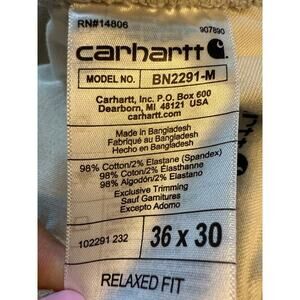 RN#14806
907890
carhartt
MODEL NO. BN2291-M
Carhartt, Inc. P.O. Box 600
Dearborn, MI 48121 USA
carhartt.com
Made in Bangladesh
Fabriqué au Bangladesh
Hecho en Bangladesh
98% Cotton/2% Elastane (Spandex)
98% Coton/2% Élasthanne
98% Algodón/2% Elastano
Exclusive Trimming
Sauf Garnitures
Excepto Adorno
102291 232
36 x 30
RELAXED FIT